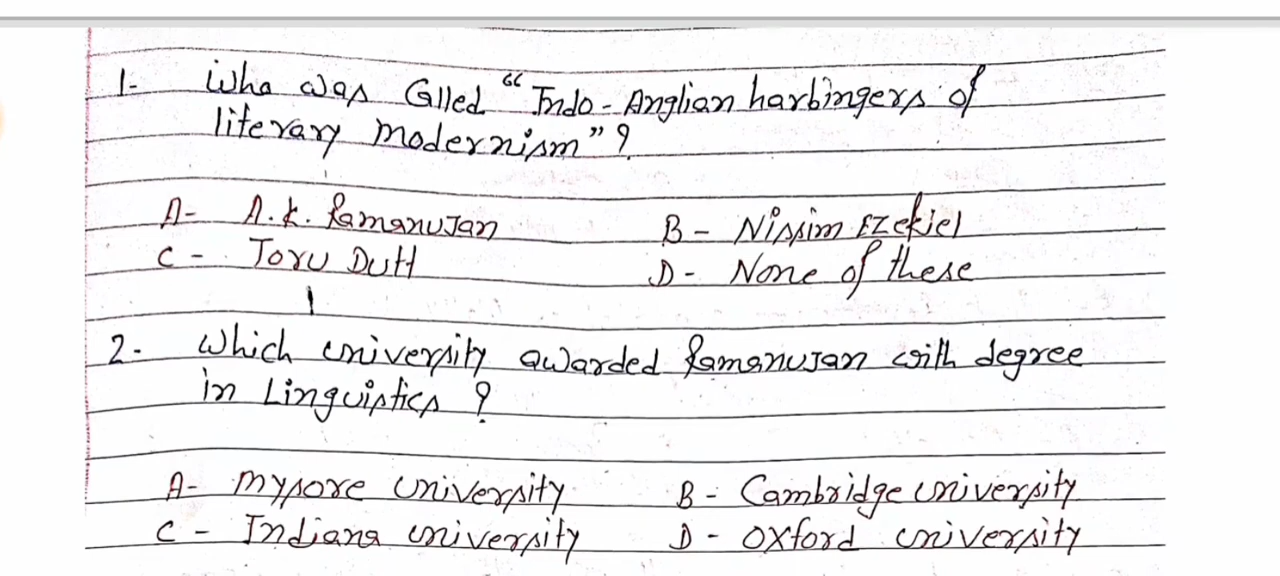 1- Who was Called "Indo-Anglian harbingers of
literary modernism"?
A- A.K. Ramanujan B- Nissim Ezekiel
C- Toru Dutt D- None of these
2- Which university awarded Ramanujan with degree
in Linguistics?
A- Mysore University B- Cambridge university
C- Indiana university D- Oxford university